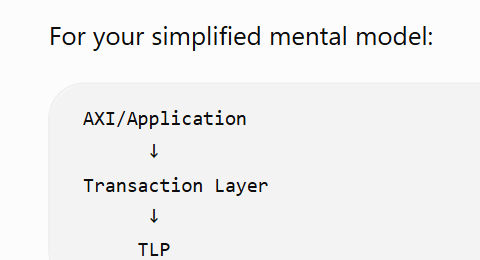 For your simplified mental model:
AXI/Application
↓
Transaction Layer
↓
TLP